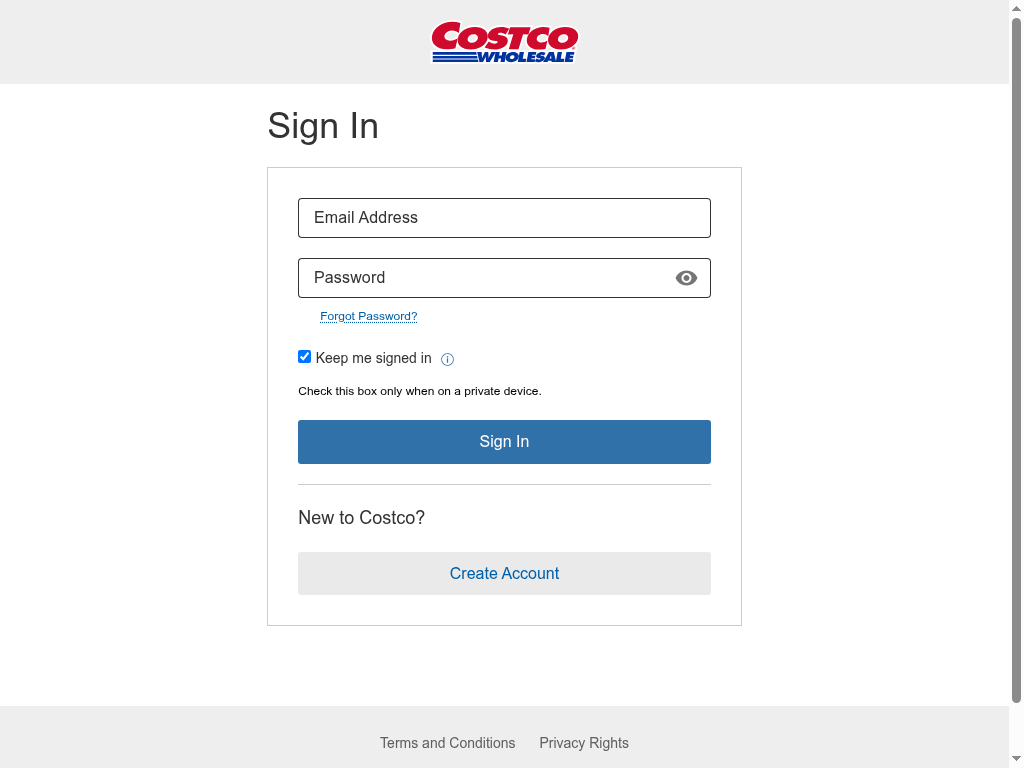 COSTCO
WHOLESALE
Sign In
Email Address
Password
Forgot Password?
Keep me signed in
Check this box only when on a private device.
Sign In
New to Costco?
Create Account
Terms and Conditions Privacy Rights